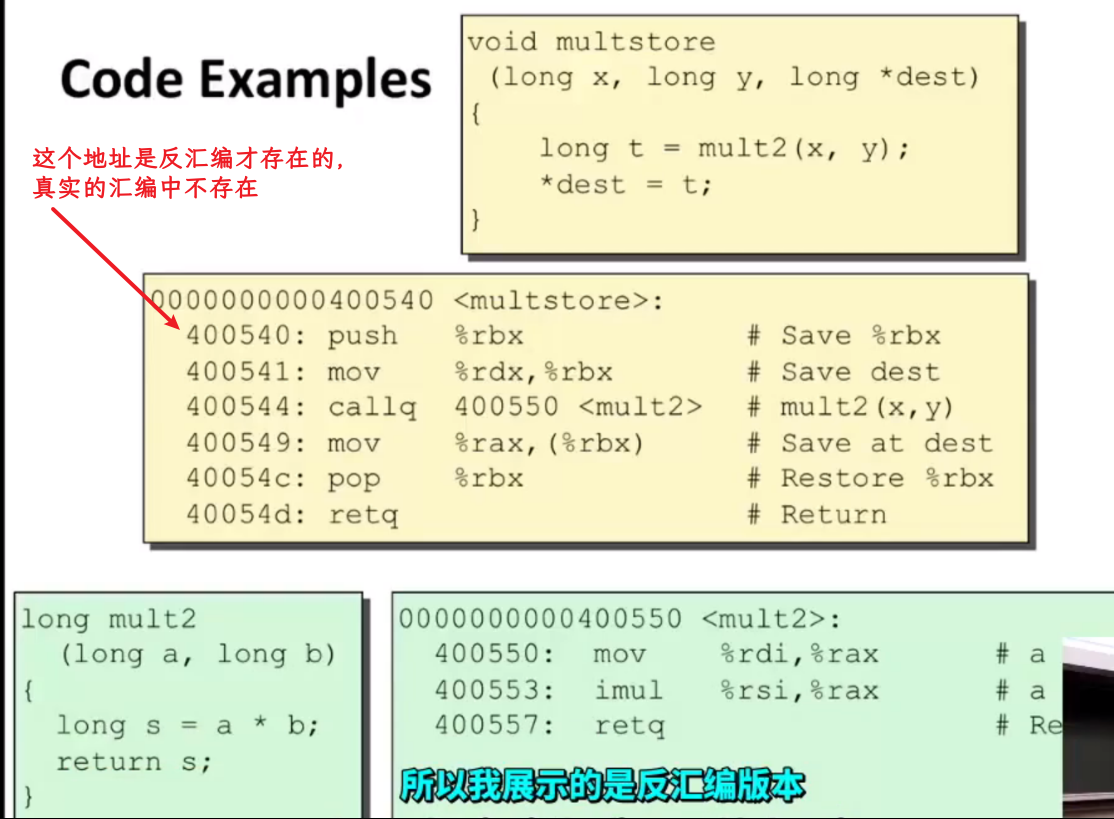 Code Examples
void multstore
(long x, long y, long *dest)
{
long t = mult2(x, y);
*dest = t;
}
这个地址是反汇编才存在的,
真实的汇编中不存在
0000000000400540 <multstore>:
400540: push %rbx # Save %rbx
400541: mov %rdx,%rbx # Save dest
400544: callq 400550 <mult2> # mult2(x,y)
400549: mov %rax,(%rbx) # Save at dest
40054c: pop %rbx # Restore %rbx
40054d: retq # Return
long mult2
(long a, long b)
{
long s = a * b;
return s;
}
0000000000400550 <mult2>:
400550: mov %rdi,%rax # a
400553: imul %rsi,%rax # a
400557: retq # Re
所以我展示的是反汇编版本